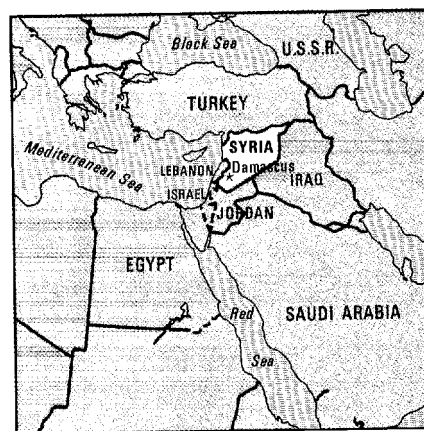 Black Sea
U.S.S.R.
TURKEY
SYRIA
Mediterranean Sea
LEBANON
Damascus
ISRAEL
IRAQ
JORDAN
EGYPT
Red
SAUDI ARABIA
Sea